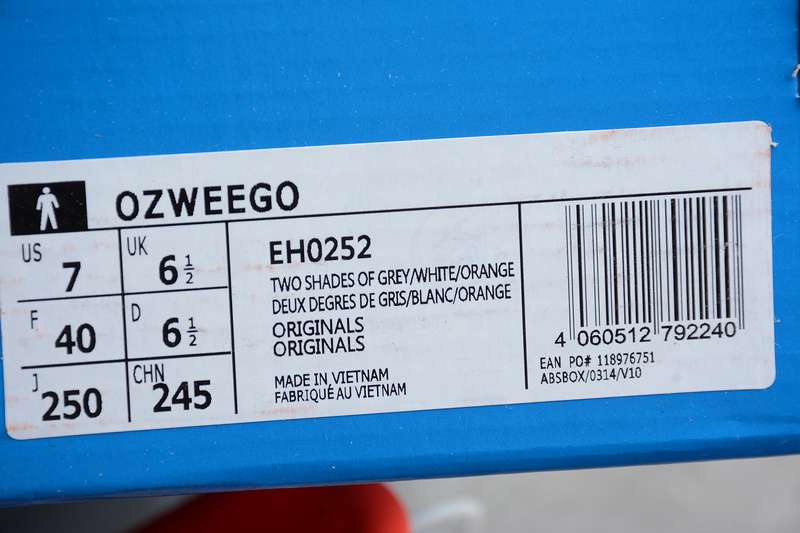 OZWEEGO
US 7
UK 6 1/2
F 40
D 6 1/2
J 250
CHN 245
EH0252
TWO SHADES OF GREY/WHITE/ORANGE
DEUX DEGRES DE GRIS/BLANC/ORANGE
ORIGINALS
ORIGINALS
MADE IN VIETNAM
FABRIQUÉ AU VIETNAM
4 060512 792240
EAN PO# 118976751
ABSBOX/0314/V10